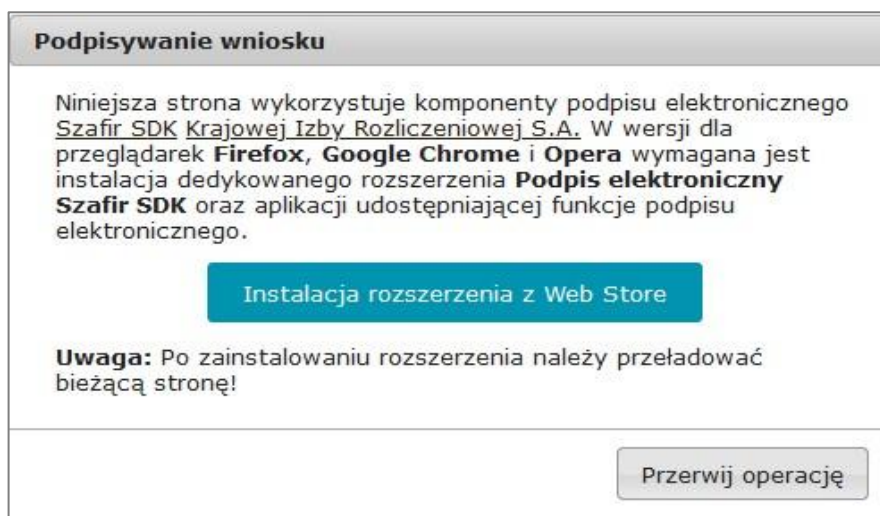 Podpisywanie wniosku
Niniejsza strona wykorzystuje komponenty podpisu elektronicznego
Szafir SDK Krajowej Izby Rozliczeniowej S.A. W wersji dla
przeglądarek Firefox, Google Chrome i Opera wymagana jest
instalacja dedykowanego rozszerzenia Podpis elektroniczny
Szafir SDK oraz aplikacji udostępniającej funkcje podpisu
elektronicznego.
Instalacja rozszerzenia z Web Store
Uwaga: Po zainstalowaniu rozszerzenia należy przeładować
bieżącą stronę!
Przerwij operację